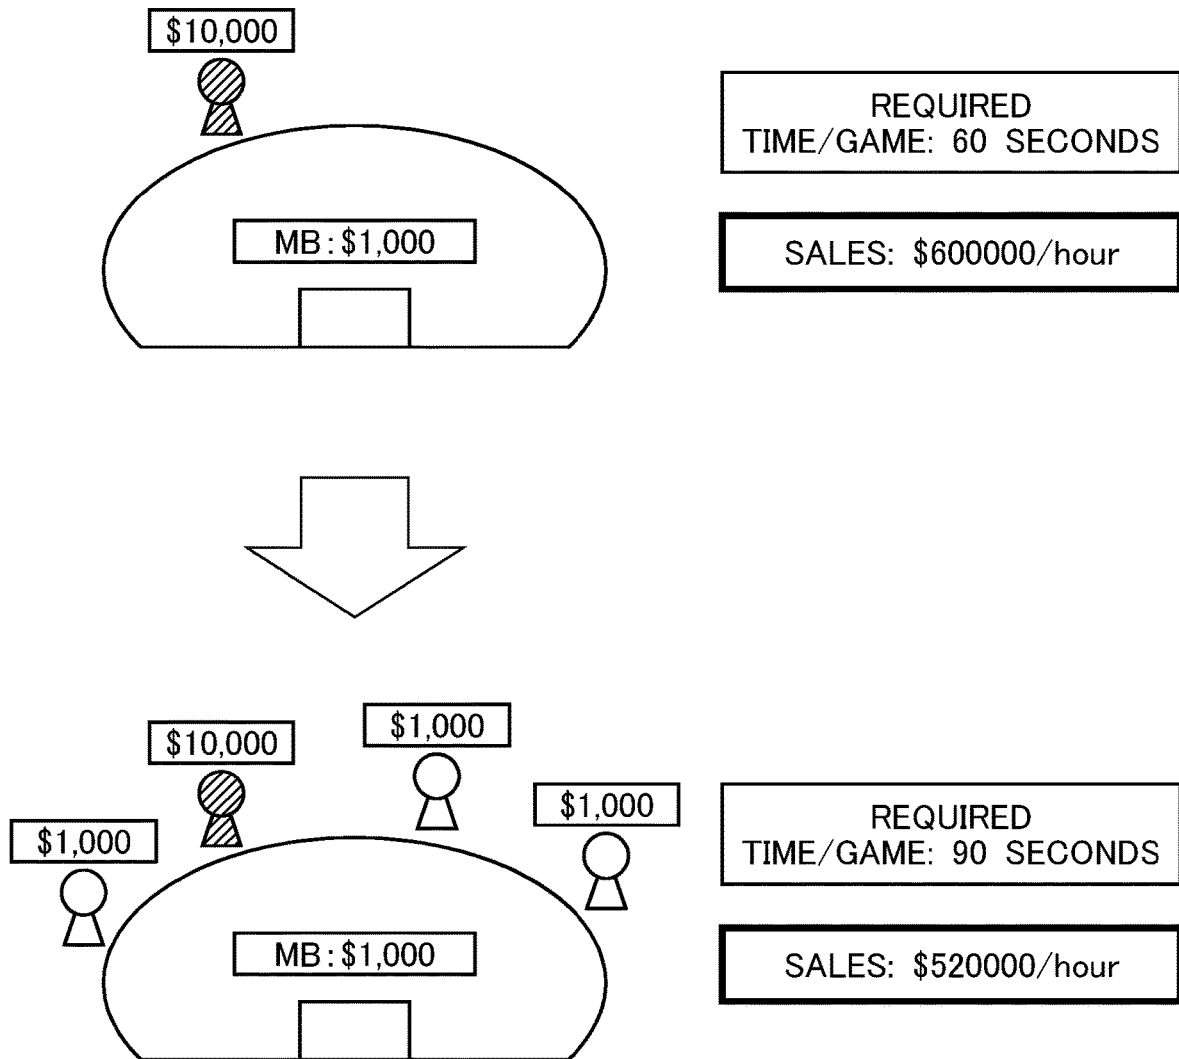 $10,000
REQUIRED
TIME/GAME: 60 SECONDS
MB:$1,000
SALES: $600000/hour
$1,000
$10,000
$1,000
$1,000
REQUIRED
TIME/GAME: 90 SECONDS
MB:$1,000
SALES: $520000/hour